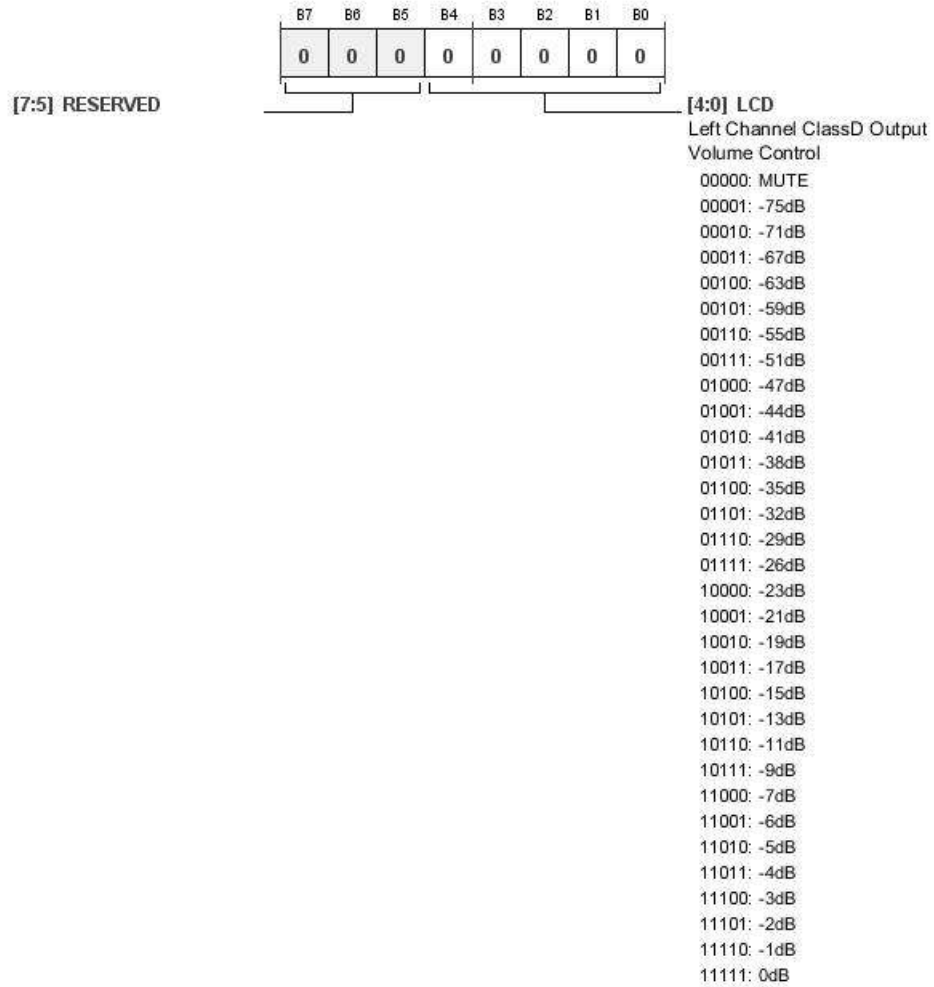 B7 B6 B5 B4 B3 B2 B1 B0
0 0 0 0 0 0 0 0
[7:5] RESERVED
[4:0] LCD
Left Channel ClassD Output
Volume Control
00000: MUTE
00001: -75dB
00010: -71dB
00011: -67dB
00100: -63dB
00101: -59dB
00110: -55dB
00111: -51dB
01000: -47dB
01001: -44dB
01010: -41dB
01011: -38dB
01100: -35dB
01101: -32dB
01110: -29dB
01111: -26dB
10000: -23dB
10001: -21dB
10010: -19dB
10011: -17dB
10100: -15dB
10101: -13dB
10110: -11dB
10111: -9dB
11000: -7dB
11001: -6dB
11010: -5dB
11011: -4dB
11100: -3dB
11101: -2dB
11110: -1dB
11111: 0dB